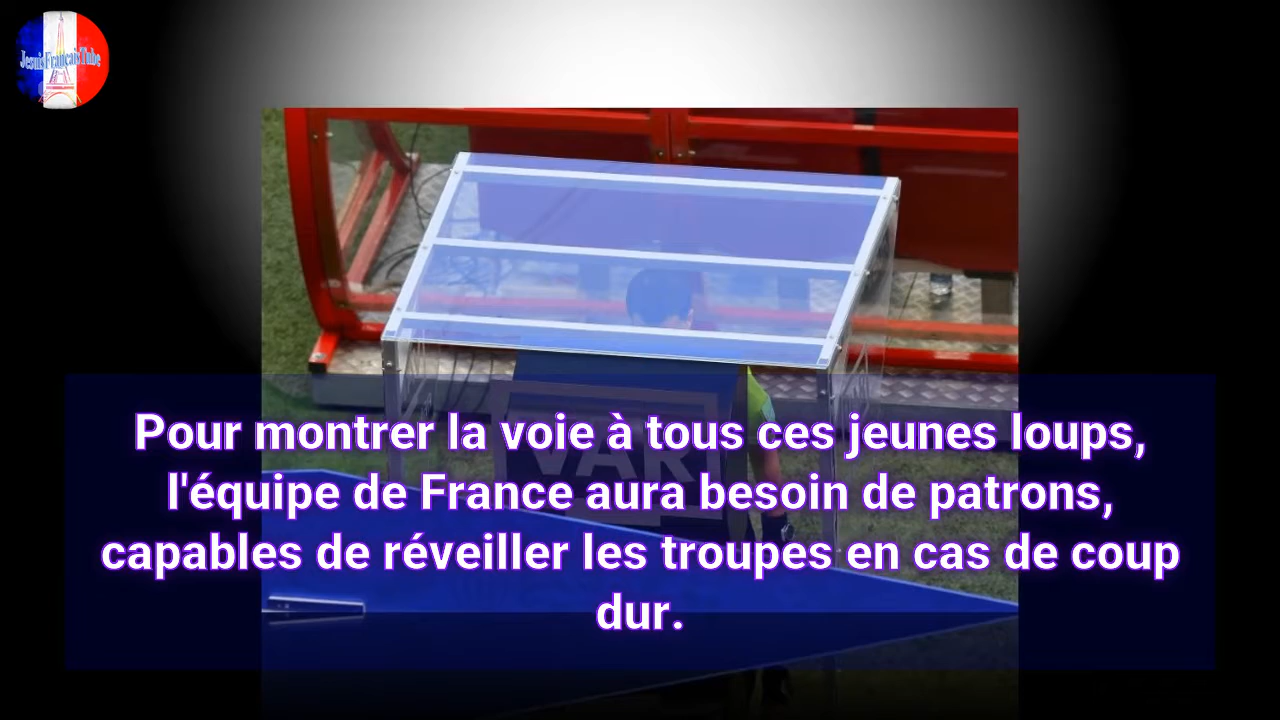 JesuisFrançaisTube
Pour montrer la voie à tous ces jeunes loups,
l'équipe de France aura besoin de patrons,
capables de réveiller les troupes en cas de coup
dur.
VAR